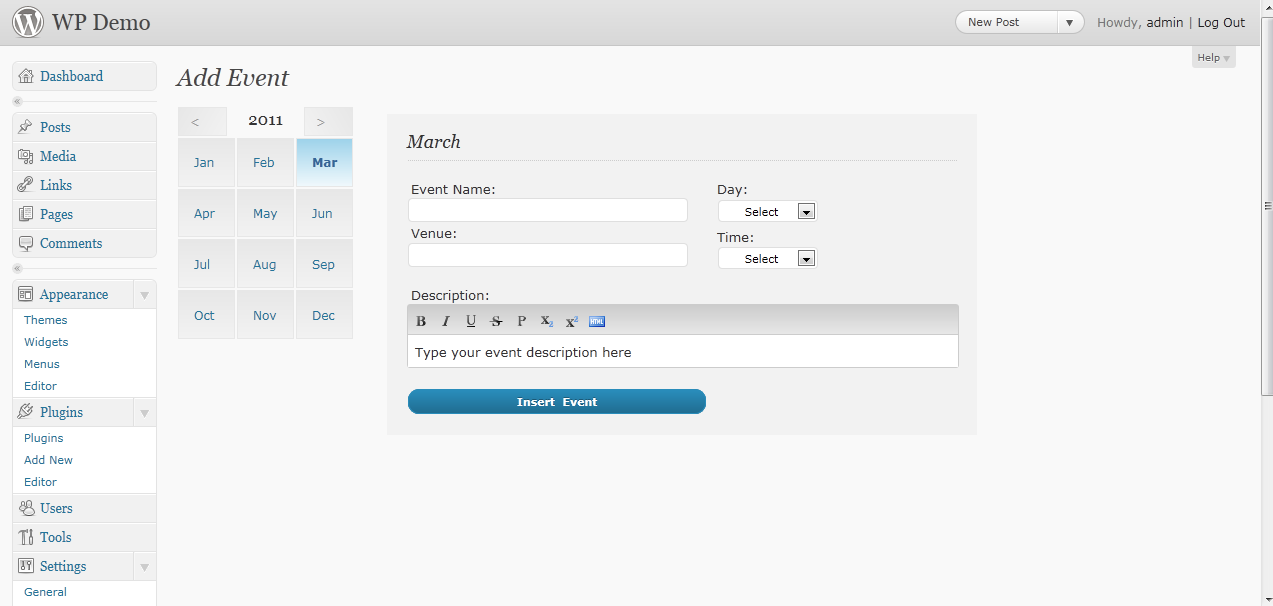 WP Demo
New Post
Howdy, admin | Log Out
Help
Dashboard
Posts
Media
Links
Pages
Comments
Appearance
Themes
Widgets
Menus
Editor
Plugins
Plugins
Add New
Editor
Users
Tools
Settings
General
Add Event
< 2011 >
Jan Feb Mar
Apr May Jun
Jul Aug Sep
Oct Nov Dec
March
Event Name:
Day:
Select
Venue:
Time:
Select
Description:
B I U S P X2 X2 HTML
Type your event description here
Insert Event